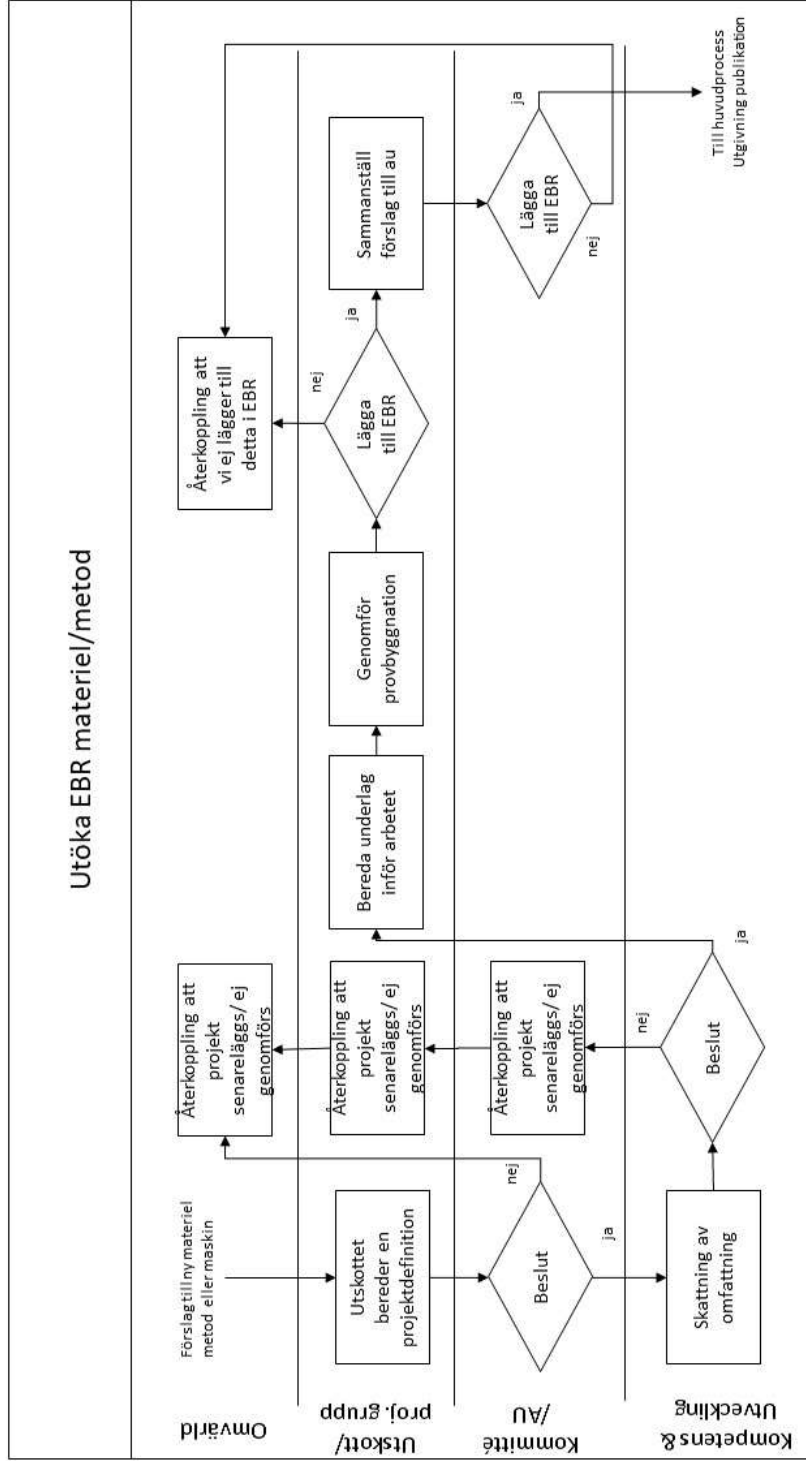 Utöka EBR materiel/metod
Omvärld
Förslag till ny materiel
metod eller maskin
Återkoppling att
projekt
senareläggs/ ej
genomförs
Återkoppling att
vi ej lägger till
detta i EBR
Utskott/
proj.grupp
Utskottet
bereder en
projektdefinition
Återkoppling att
projekt
senareläggs/ ej
genomförs
Bereda underlag
inför arbetet
Genomför
provbyggnation
Lägga
till EBR
nej
ja
Sammanställ
förslag till au
Kommitté
/AU
Beslut
nej
ja
Återkoppling att
projekt
senareläggs/ ej
genomförs
Lägga
till EBR
nej
ja
Kompetens &
Utveckling
Skattning av
omfattning
Beslut
nej
ja
Till huvudprocess
Utgivning publikation